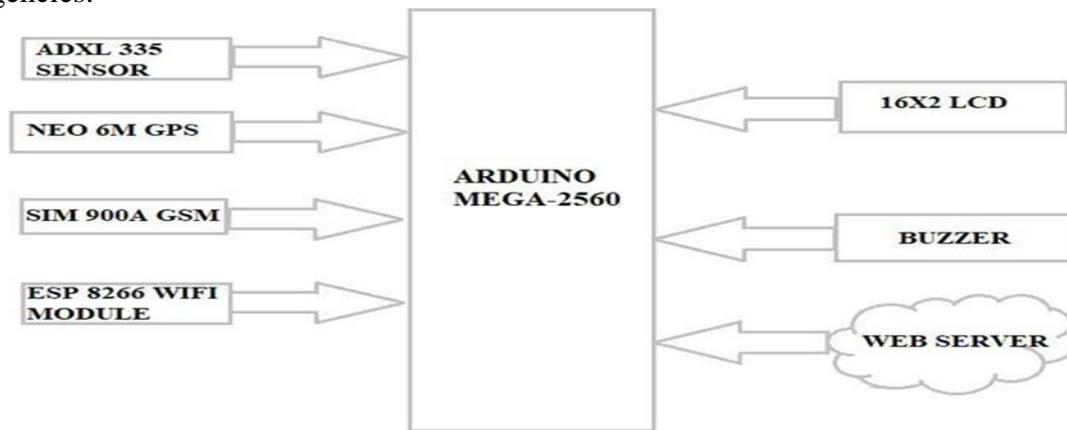 ADXL 335
SENSOR
NEO 6M GPS
SIM 900A GSM
ESP 8266 WIFI
MODULE
ARDUINO
MEGA-2560
16X2 LCD
BUZZER
WEB SERVER